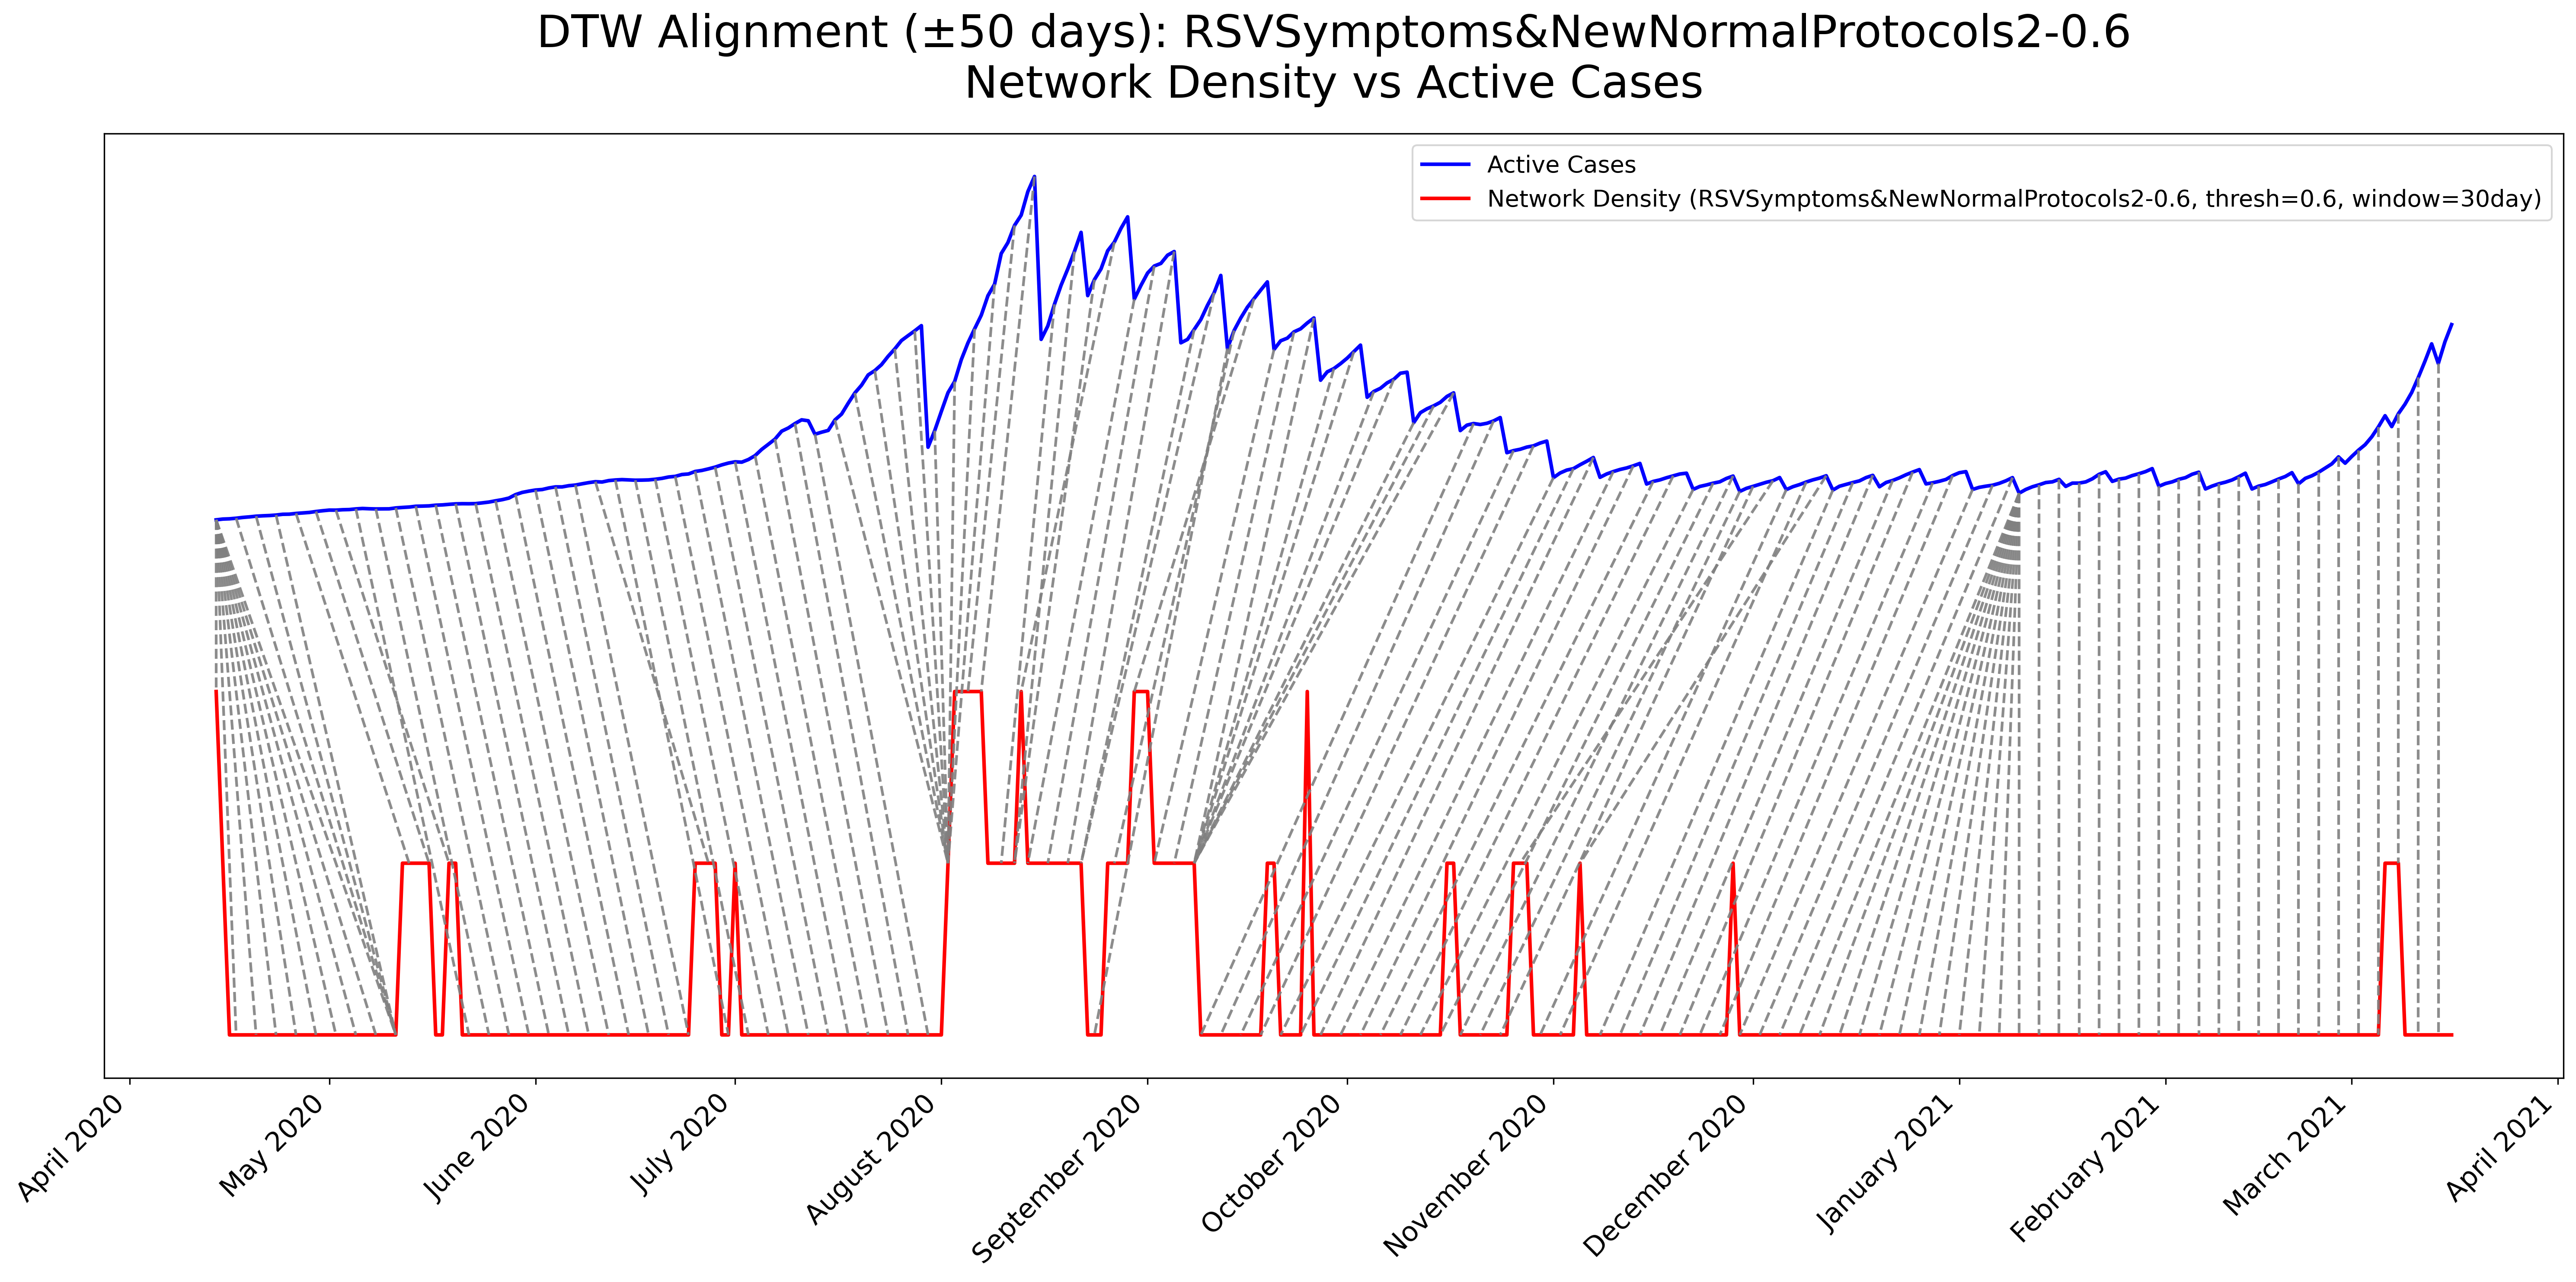 DTW Alignment (±50 days): RSVSymptoms&NewNormalProtocols2-0.6
Network Density vs Active Cases
Active Cases
Network Density (RSVSymptoms&NewNormalProtocols2-0.6, thresh=0.6, window=30day)
April 2020
May 2020
June 2020
July 2020
August 2020
September 2020
October 2020
November 2020
December 2020
January 2021
February 2021
March 2021
April 2021